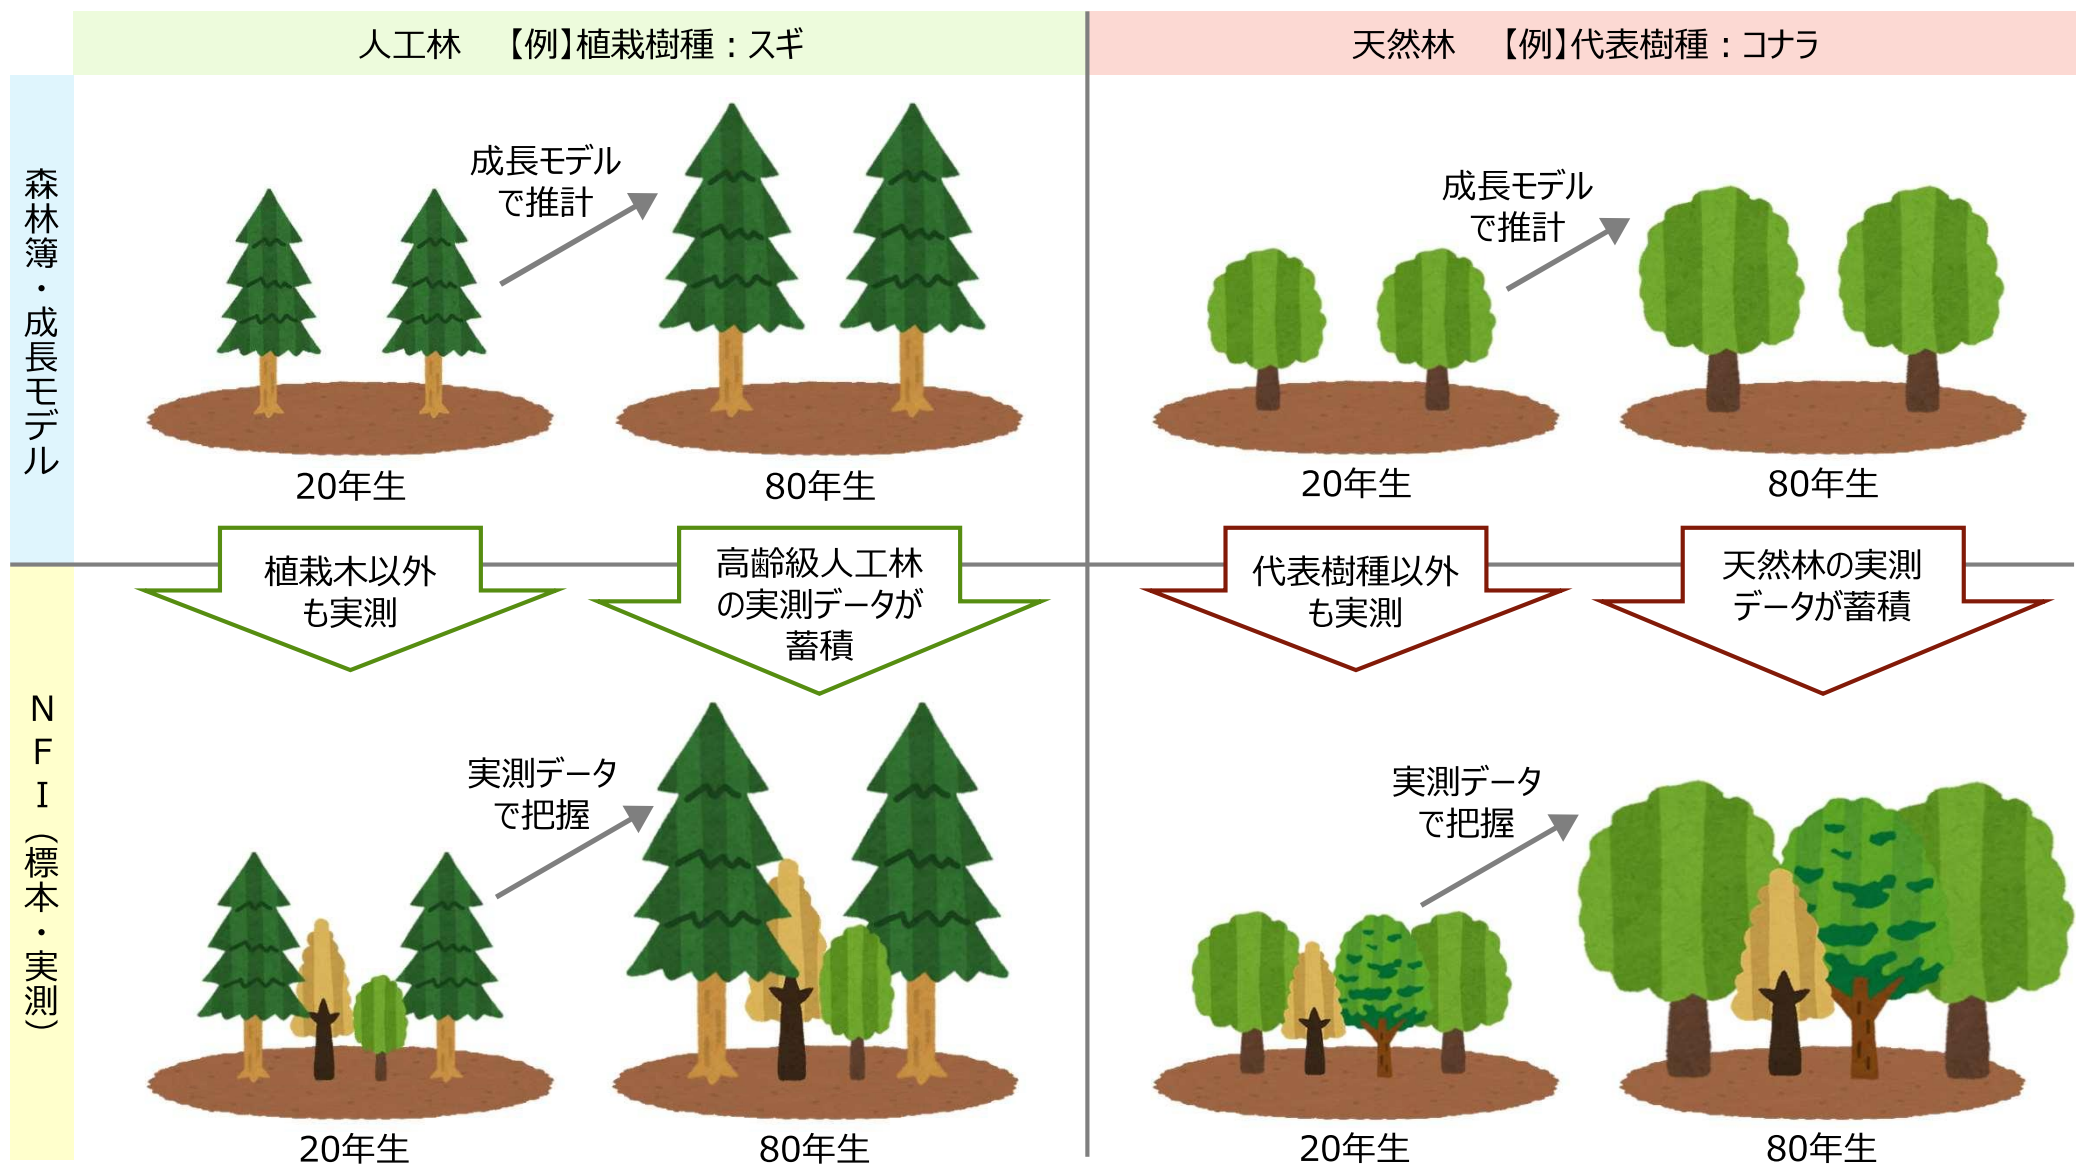 人工林　【例】植栽樹種：スギ
天然林　【例】代表樹種：コナラ
森林簿・成長モデル
成長モデル
で推計
20年生
80年生
成長モデル
で推計
20年生
80年生
植栽木以外
も実測
高齢級人工林
の実測データが
蓄積
代表樹種以外
も実測
天然林の実測
データが蓄積
NFI（標本・実測）
実測データ
で把握
20年生
80年生
実測データ
で把握
20年生
80年生